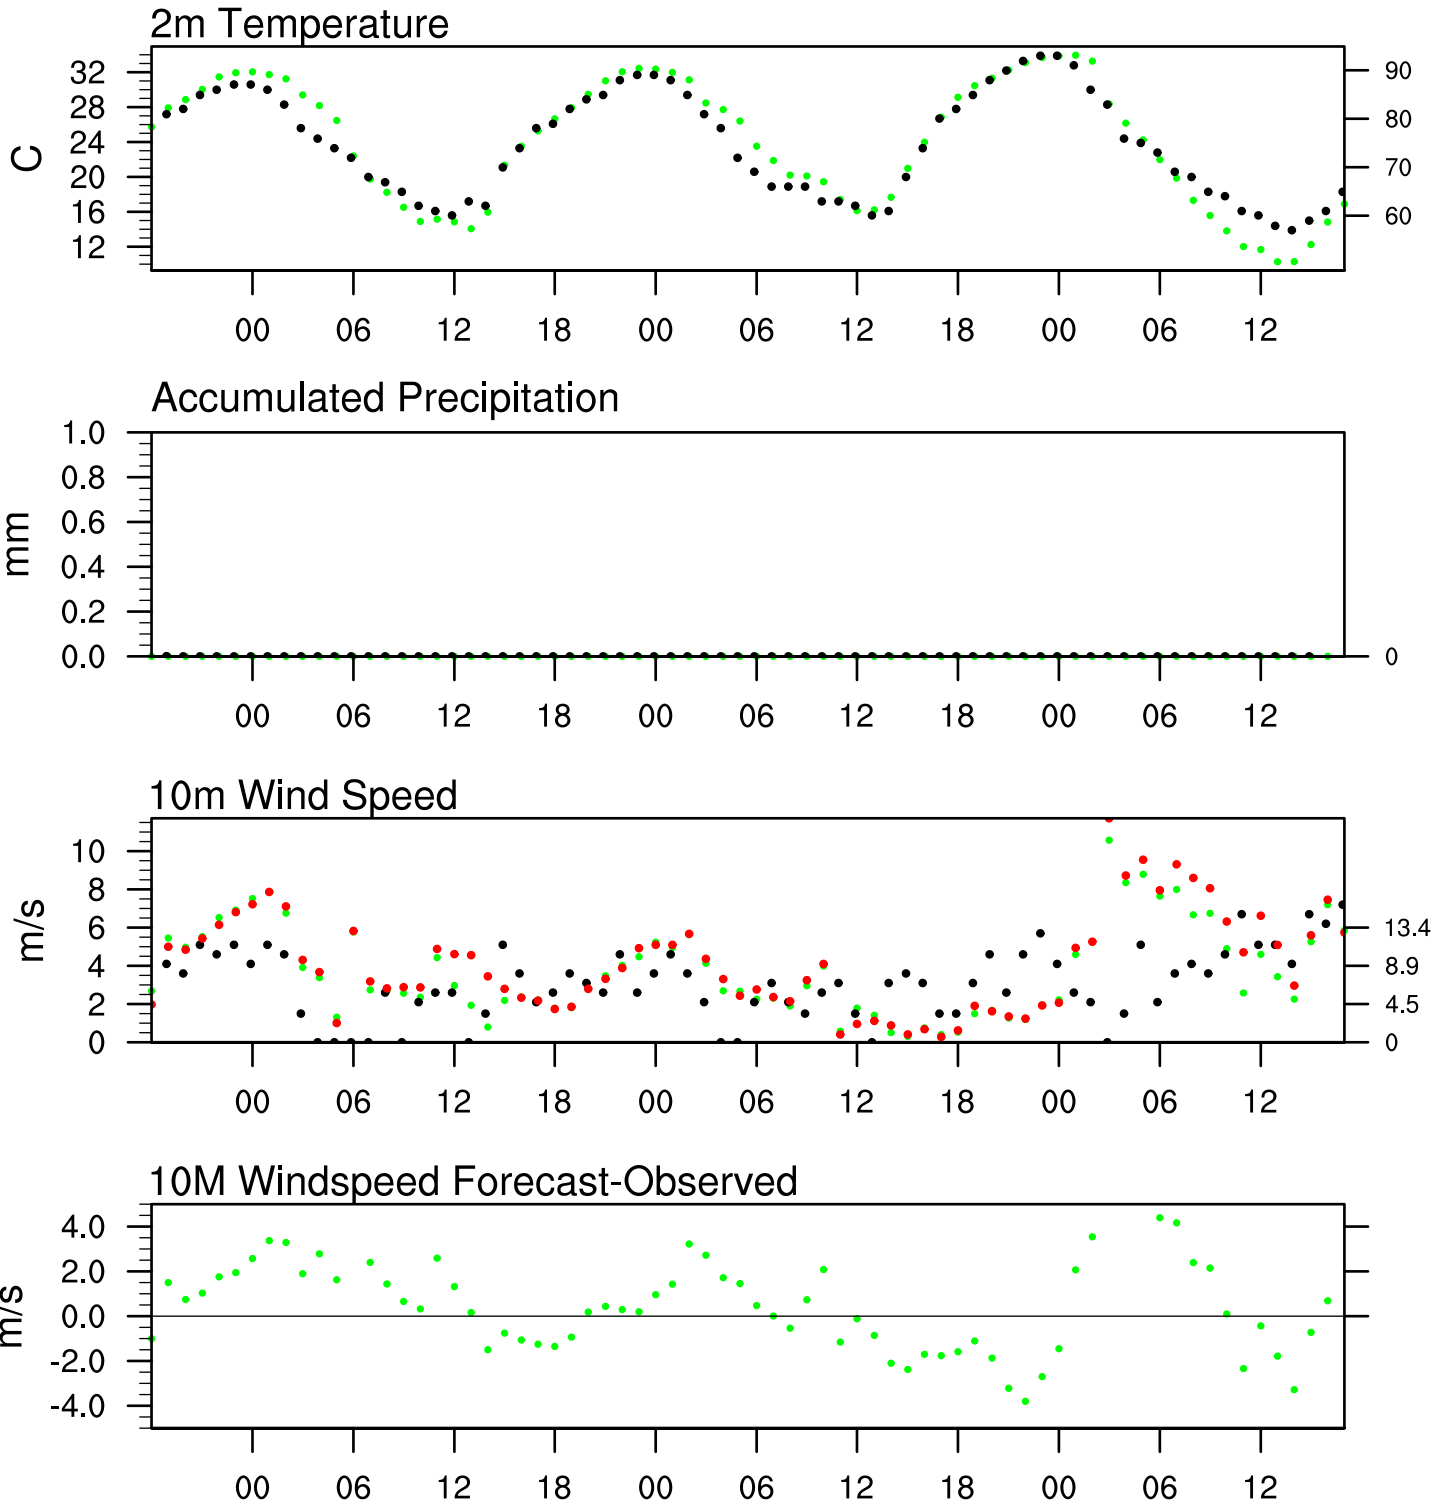 2m Temperature
C
32
28
24
20
16
12
90
80
70
60
00 06 12 18 00 06 12 18 00 06 12
Accumulated Precipitation
mm
1.0
0.8
0.6
0.4
0.2
0.0
0
00 06 12 18 00 06 12 18 00 06 12
10m Wind Speed
m/s
10
8
6
4
2
0
13.4
8.9
4.5
0
00 06 12 18 00 06 12 18 00 06 12
10M Windspeed Forecast-Observed
m/s
4.0
2.0
0.0
-2.0
-4.0
00 06 12 18 00 06 12 18 00 06 12